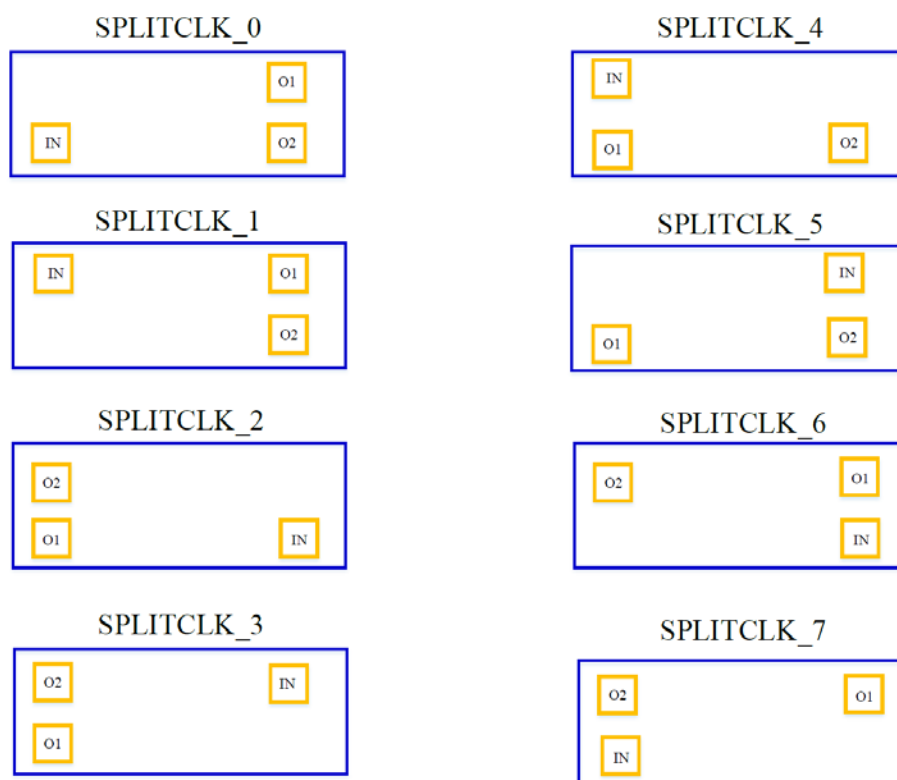 SPLITCLK_0
O1
IN
O2
SPLITCLK_1
IN
O1
O2
SPLITCLK_2
O2
O1
IN
SPLITCLK_3
O2
IN
O1
SPLITCLK_4
IN
O1
O2
SPLITCLK_5
IN
O1
O2
SPLITCLK_6
O2
O1
IN
SPLITCLK_7
O2
O1
IN